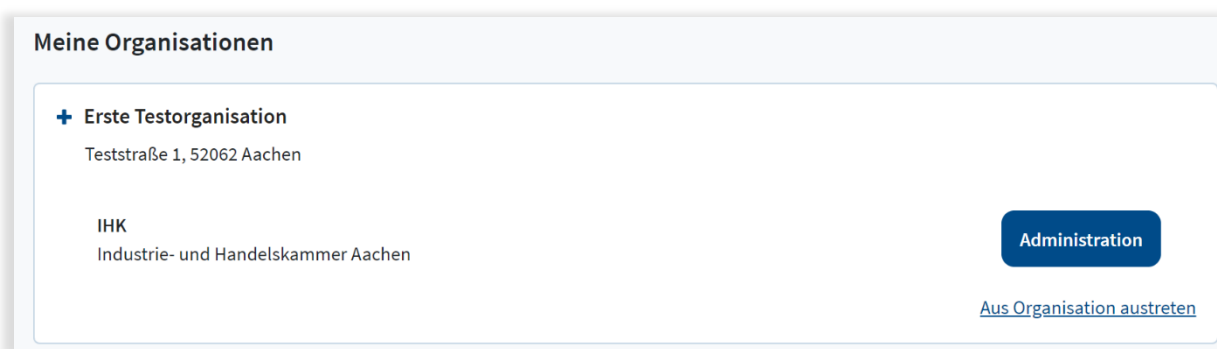 Meine Organisationen
+ Erste Testorganisation
Teststraße 1, 52062 Aachen
IHK
Industrie- und Handelskammer Aachen
Administration
Aus Organisation austreten